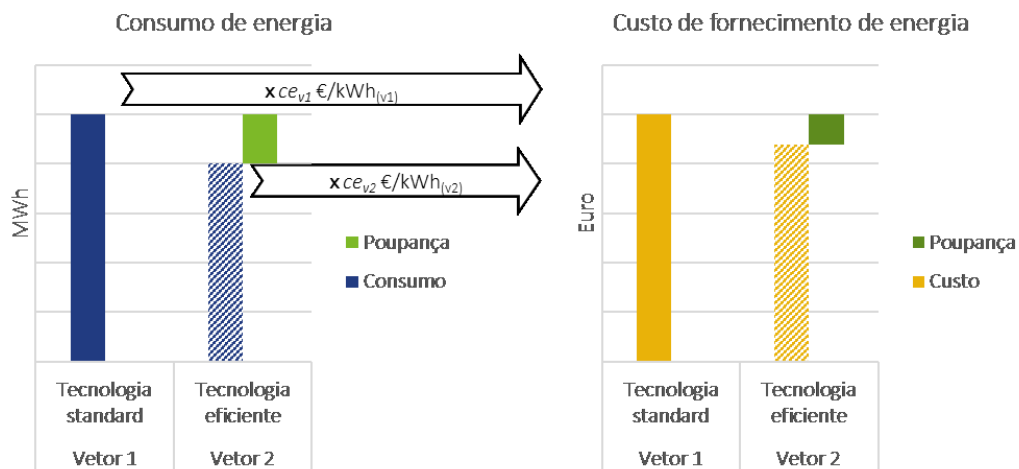 Consumo de energia
x ce_v1 €/kWh_(v1)
x ce_v2 €/kWh_(v2)
MWh
Poupança
Consumo
Tecnologia
standard
Tecnologia
eficiente
Vetor 1
Vetor 2
Custo de fornecimento de energia
Euro
Poupança
Custo
Tecnologia
standard
Tecnologia
eficiente
Vetor 1
Vetor 2